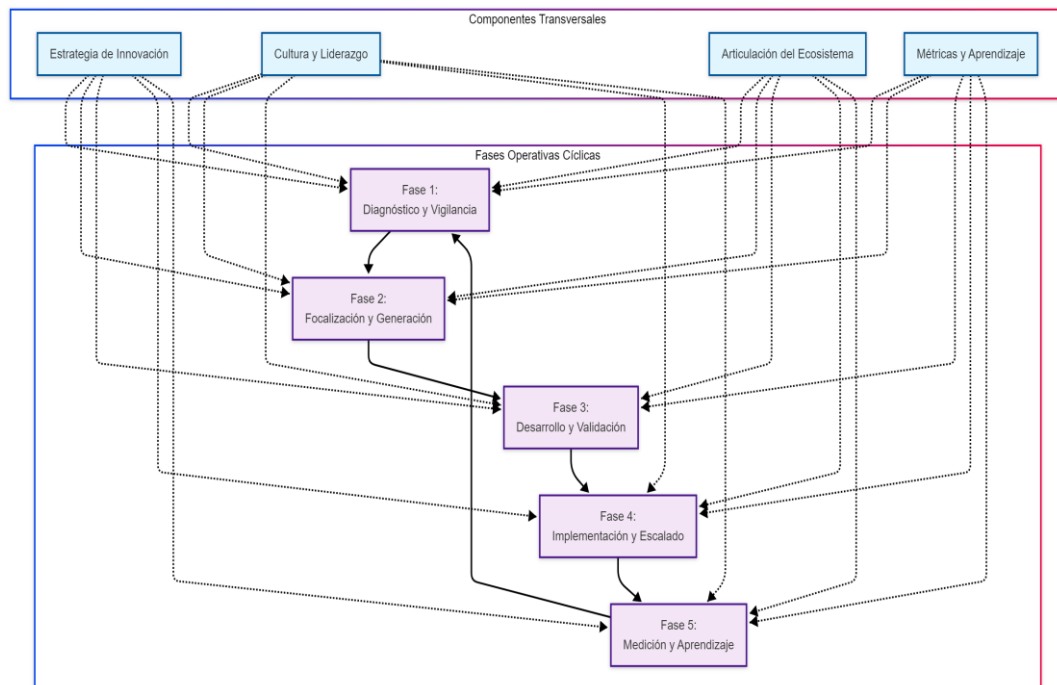 Componentes Transversales
Estrategia de Innovación
Cultura y Liderazgo
Articulación del Ecosistema
Métricas y Aprendizaje
Fases Operativas Cíclicas
Fase 1:
Diagnóstico y Vigilancia
Fase 2:
Focalización y Generación
Fase 3:
Desarrollo y Validación
Fase 4:
Implementación y Escalado
Fase 5:
Medición y Aprendizaje